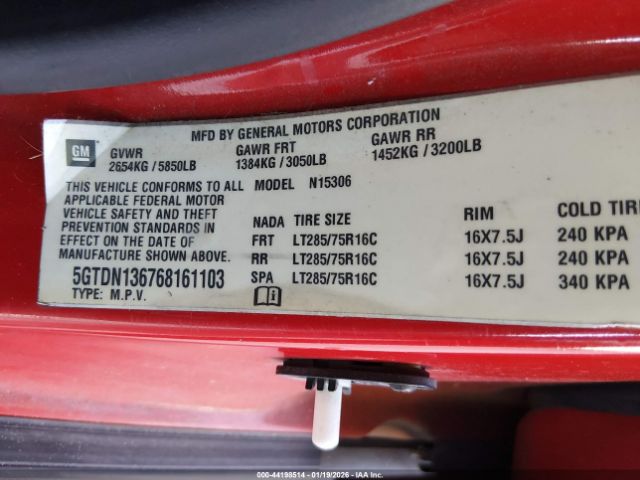 MFD BY GENERAL MOTORS CORPORATION
GM
GVWR GAWR FRT GAWR RR
2654KG / 5850LB 1384KG / 3050LB 1452KG / 3200LB
THIS VEHICLE CONFORMS TO ALL MODEL N15306
APPLICABLE FEDERAL MOTOR
VEHICLE SAFETY AND THEFT
PREVENTION STANDARDS IN
EFFECT ON THE DATE OF
MANUFACTURE SHOWN ABOVE.
NADA TIRE SIZE RIM COLD TIRE
FRT LT285/75R16C 16X7.5J 240 KPA
RR LT285/75R16C 16X7.5J 240 KPA
SPA LT285/75R16C 16X7.5J 340 KPA
5GTDN136768161103
TYPE: M.P.V.
000-44198514 | 01/19/2026 - IAA Inc.